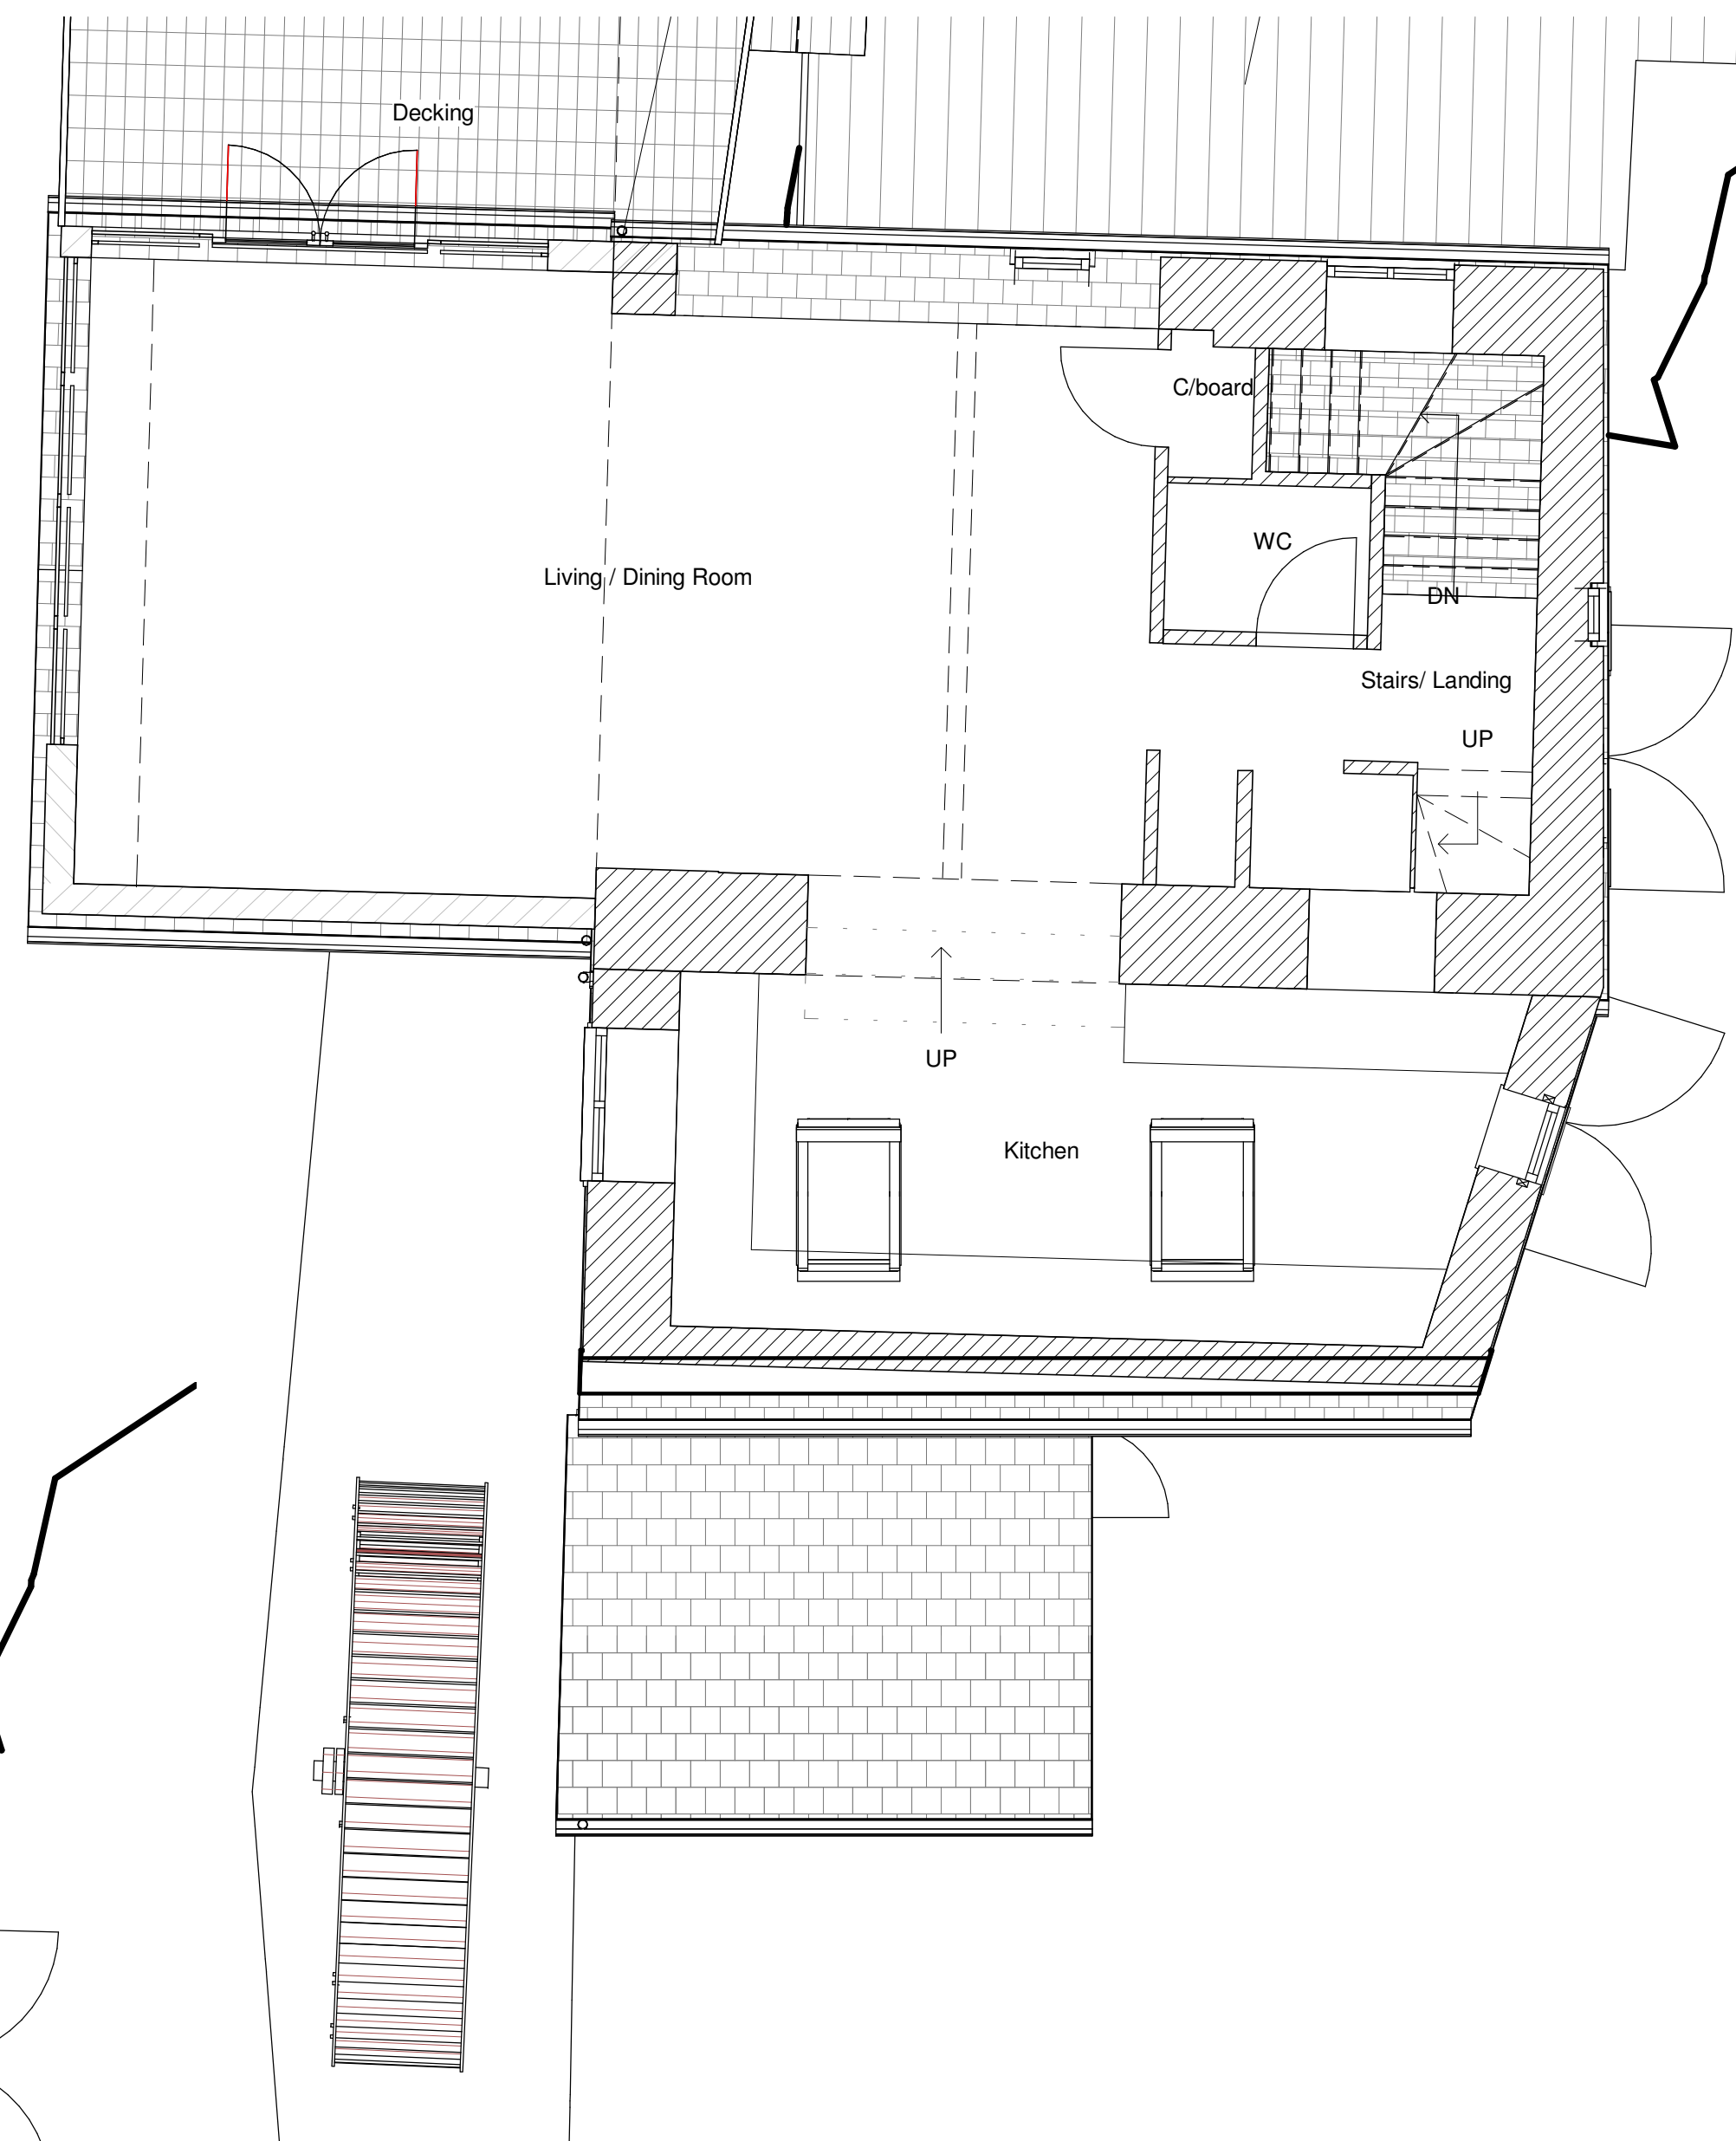 Decking
C/board
WC
Living / Dining Room
DN
Stairs/ Landing
UP
UP
Kitchen